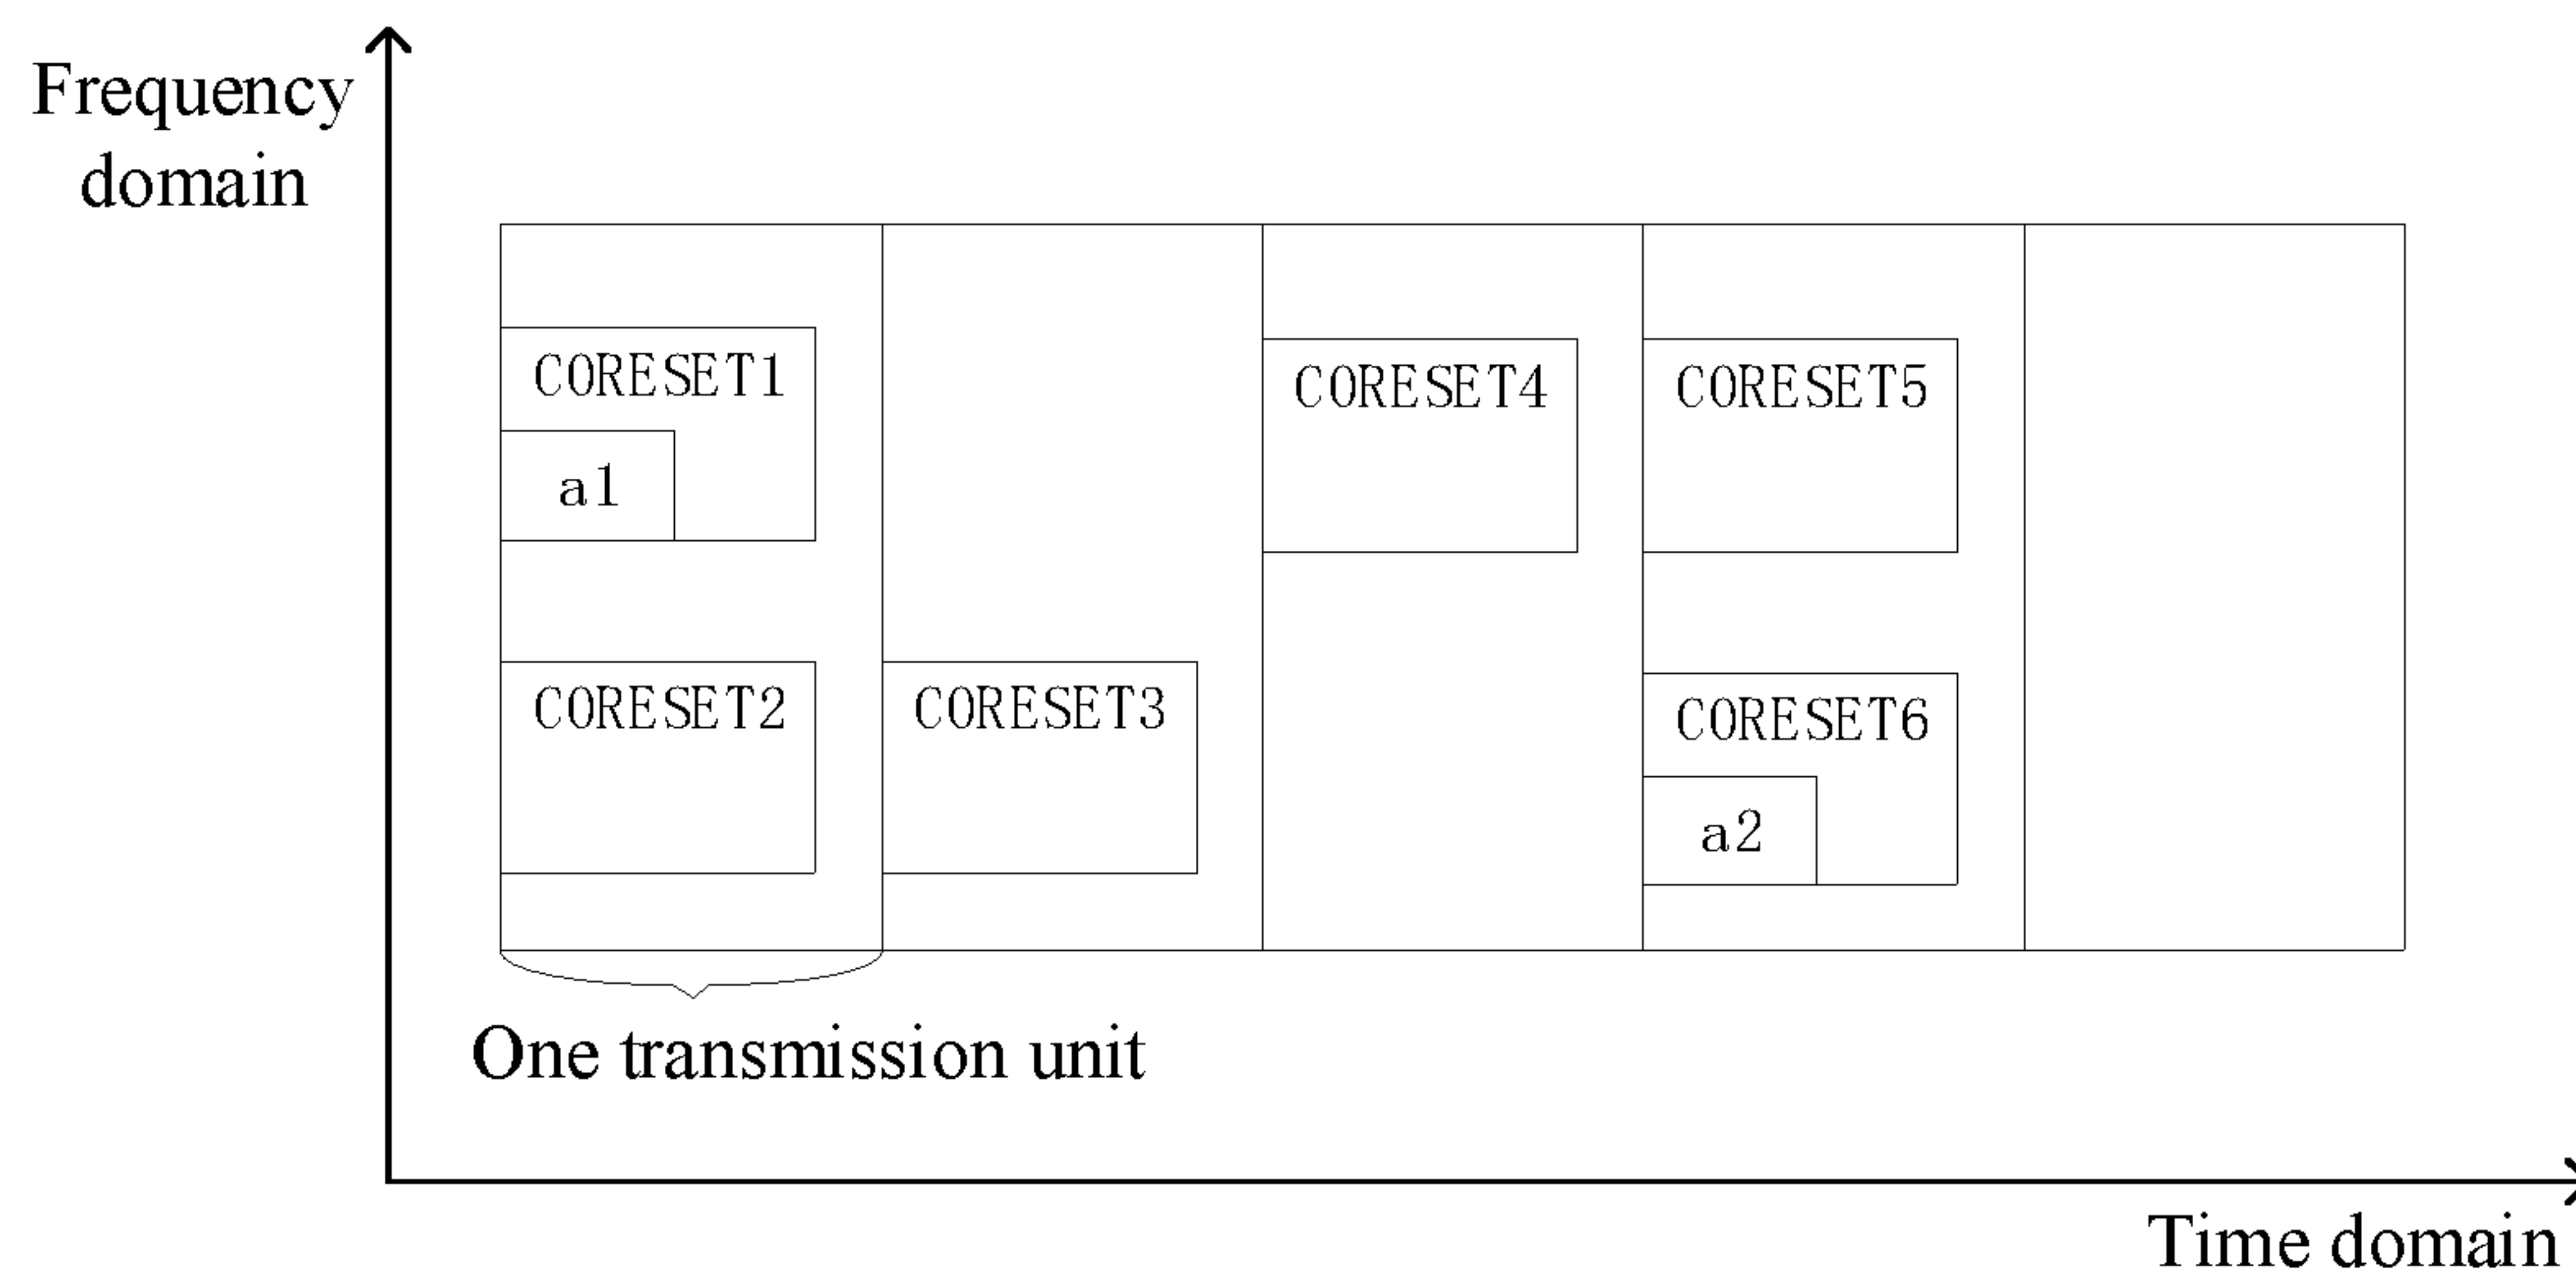 Frequency
domain
CORESET1
a1
CORESET2
CORESET3
CORESET4
CORESET5
CORESET6
a2
One transmission unit
Time domain